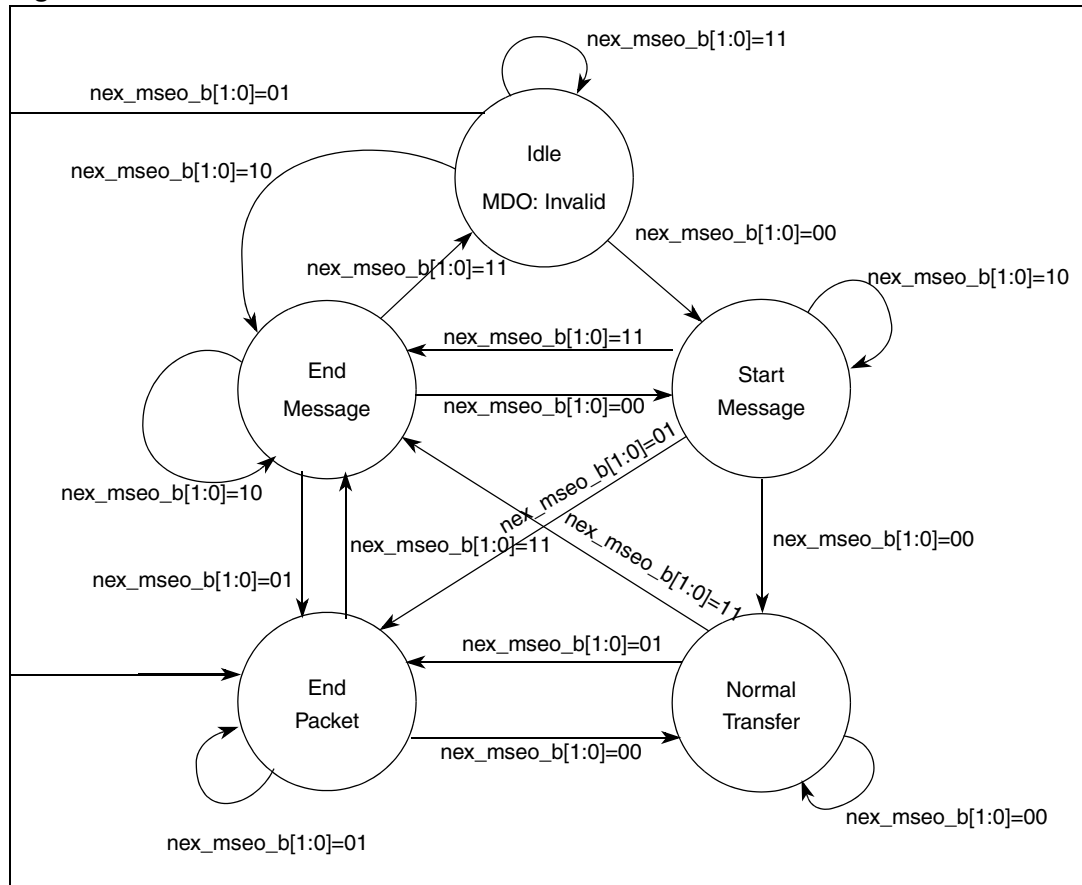 nex_mseo_b[1:0]=11
nex_mseo_b[1:0]=01
Idle
MDO: Invalid
nex_mseo_b[1:0]=10
nex_mseo_b[1:0]=00
nex_mseo_b[1:0]=11
nex_mseo_b[1:0]=10
nex_mseo_b[1:0]=11
End
Message
Start
Message
nex_mseo_b[1:0]=00
nex_mseo_b[1:0]=01
nex_mseo_b[1:0]=10
nex_mseo_b[1:0]=11
nex_mseo_b[1:0]=00
nex_mseo_b[1:0]=11
nex_mseo_b[1:0]=01
nex_mseo_b[1:0]=01
End
Packet
Normal
Transfer
nex_mseo_b[1:0]=00
nex_mseo_b[1:0]=00
nex_mseo_b[1:0]=01